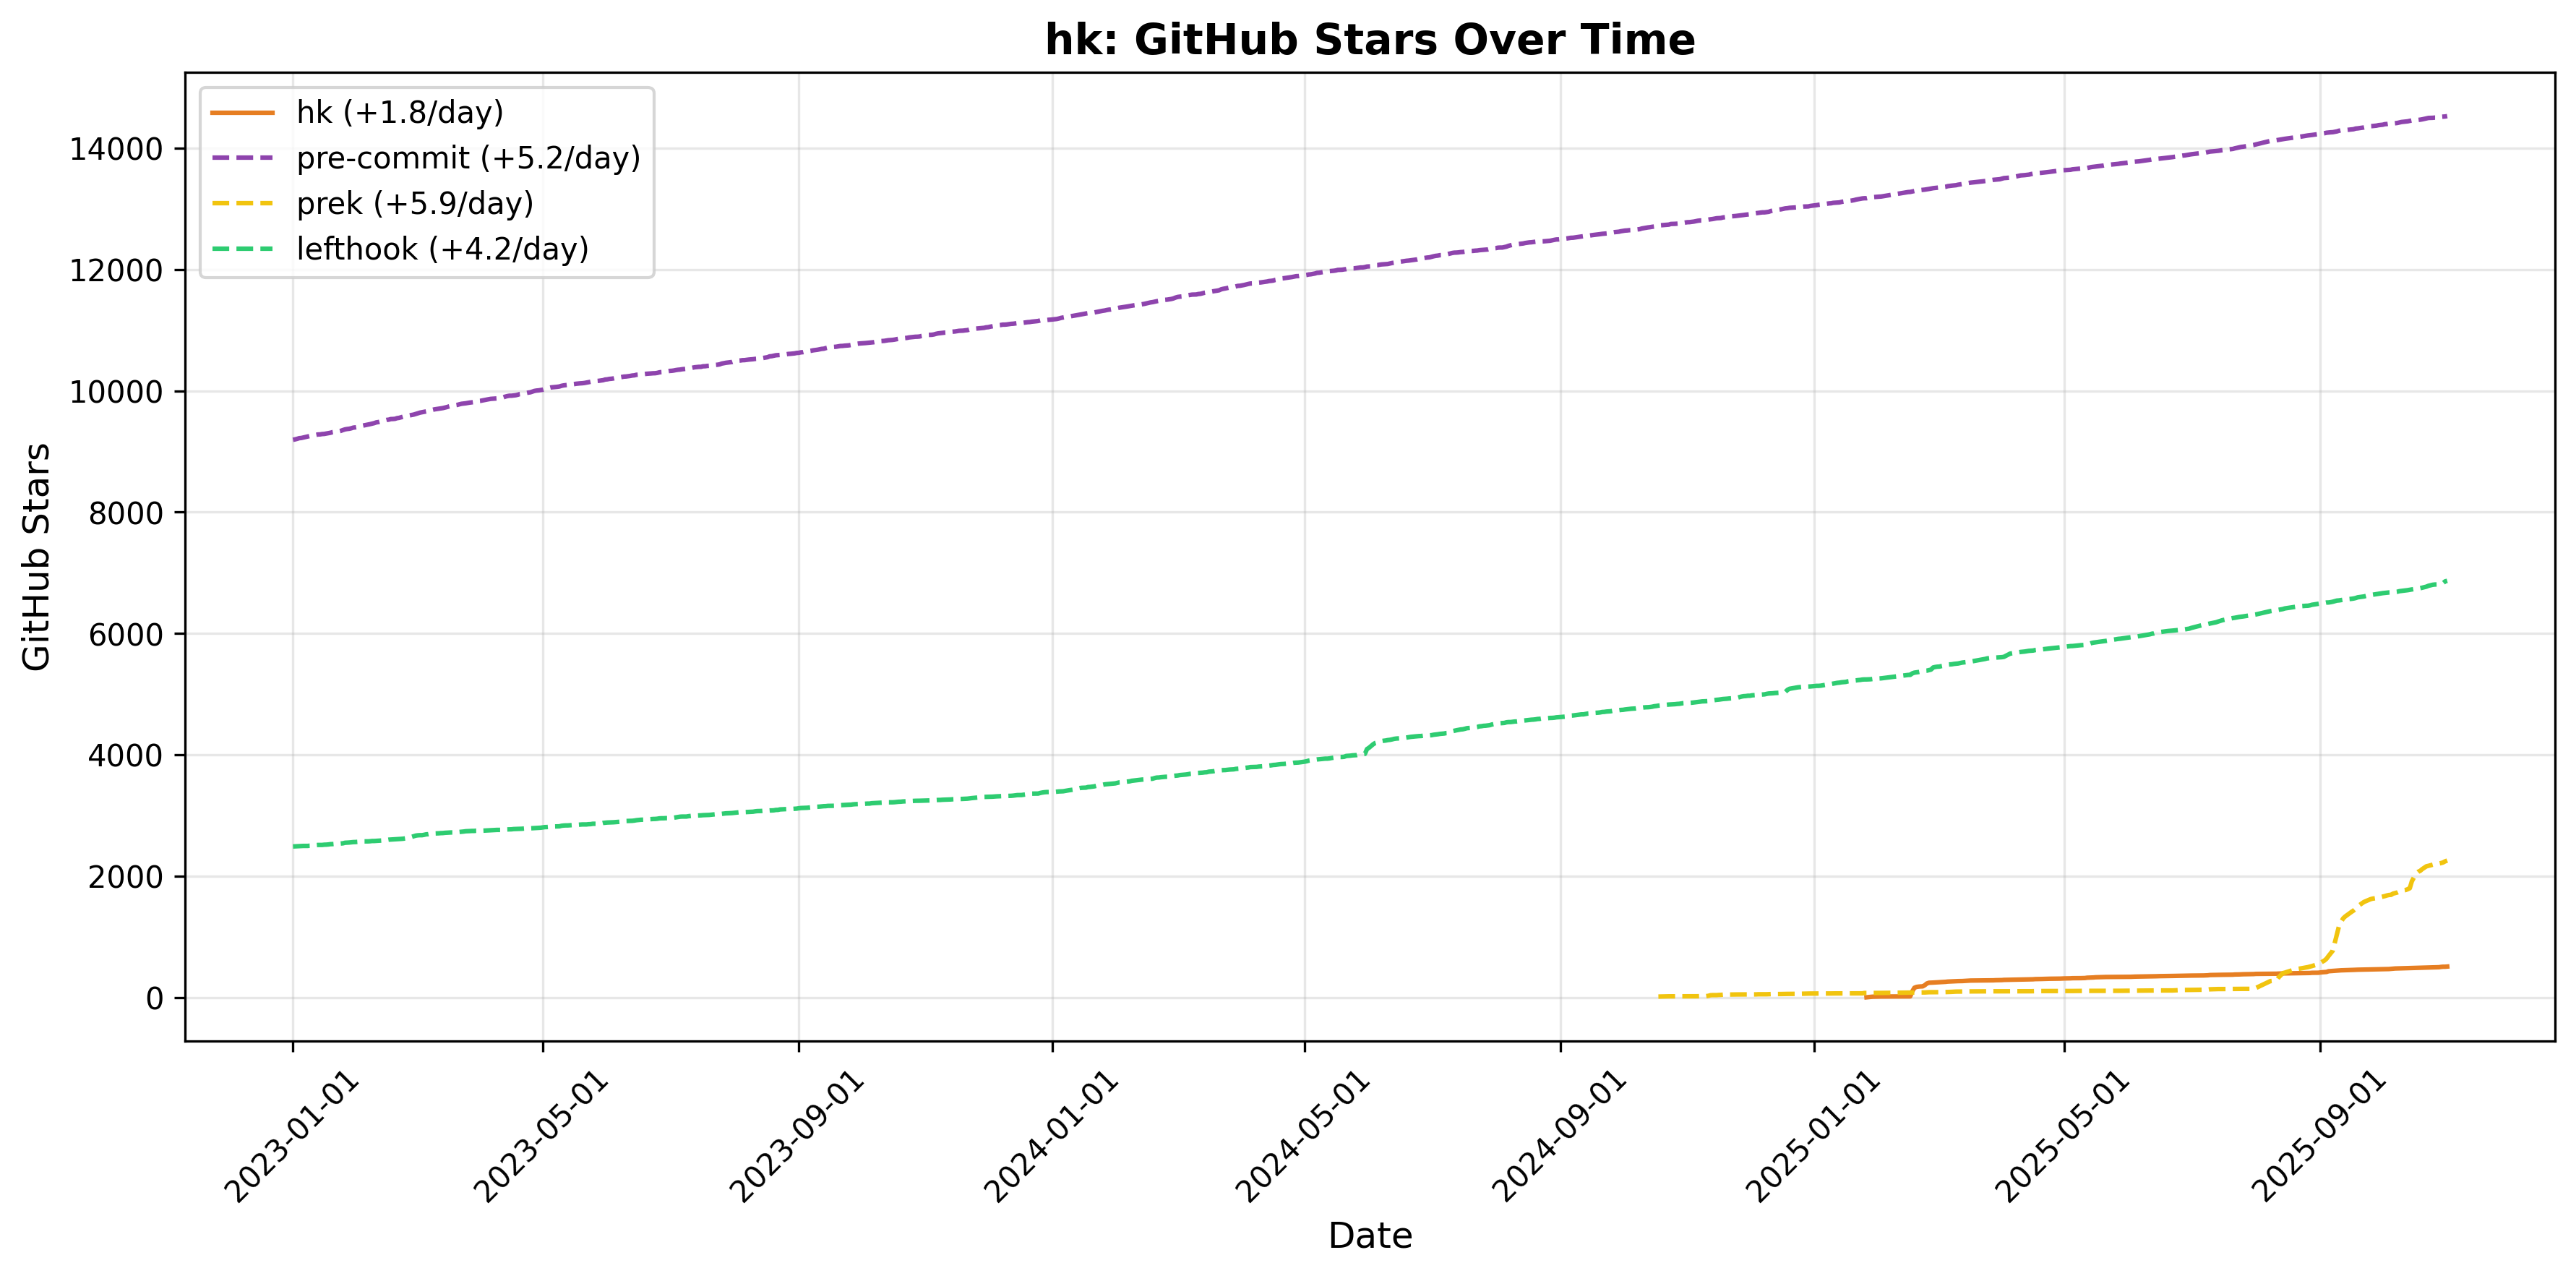 hk: GitHub Stars Over Time
hk (+1.8/day)
pre-commit (+5.2/day)
prek (+5.9/day)
lefthook (+4.2/day)
GitHub Stars
14000
12000
10000
8000
6000
4000
2000
0
2023-01-01
2023-05-01
2023-09-01
2024-01-01
2024-05-01
2024-09-01
2025-01-01
2025-05-01
2025-09-01
Date